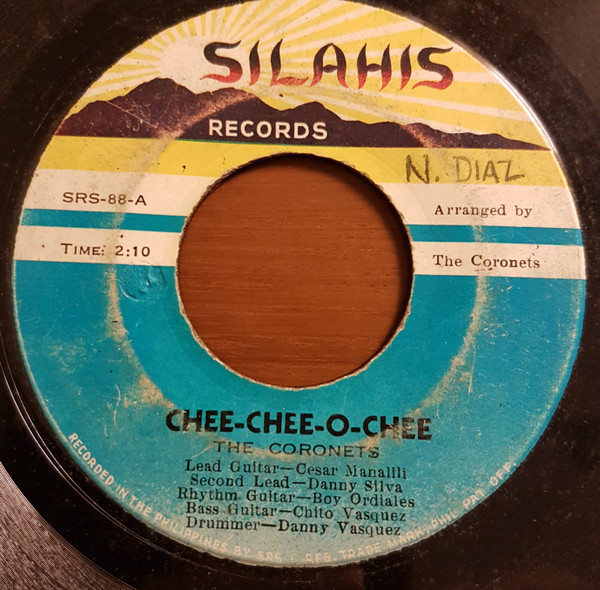 SILAHIS
RECORDS
N. DIAZ
SRS-88-A
Arranged by
TIME: 2:10
The Coronets
CHEE-CHEE-O-CHEE
THE CORONETS
Lead Guitar—Cesar Manalili
Second Lead—Danny Silva
Rhythm Guitar—Boy Ordiales
Bass Guitar—Chito Vasquez
Drummer—Danny Vasquez
RECORDED IN THE PHILIPPINES BY SRS - REG. TRADE MARK PHIL PAT OFF.